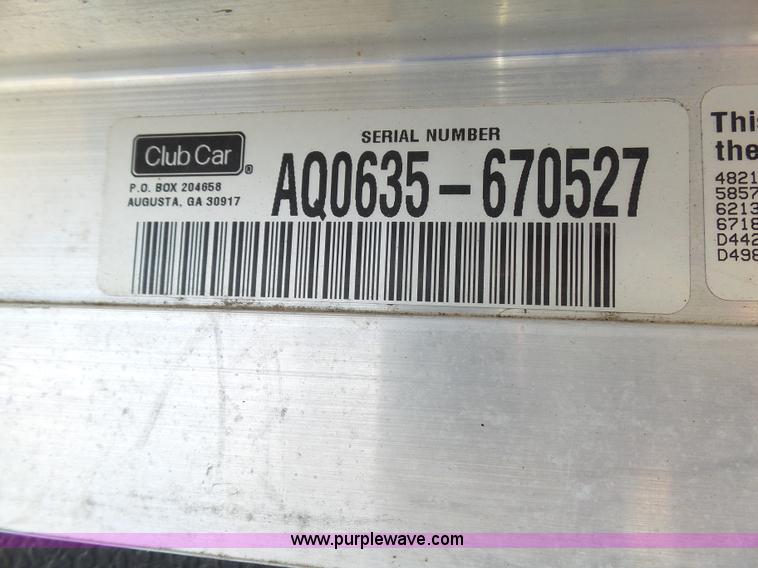 Club Car®
P.O. BOX 204658
AUGUSTA, GA 30917
SERIAL NUMBER
AQ0635-670527
This
the
4821
5857
6213
6718
D442
D498
www.purplewave.com